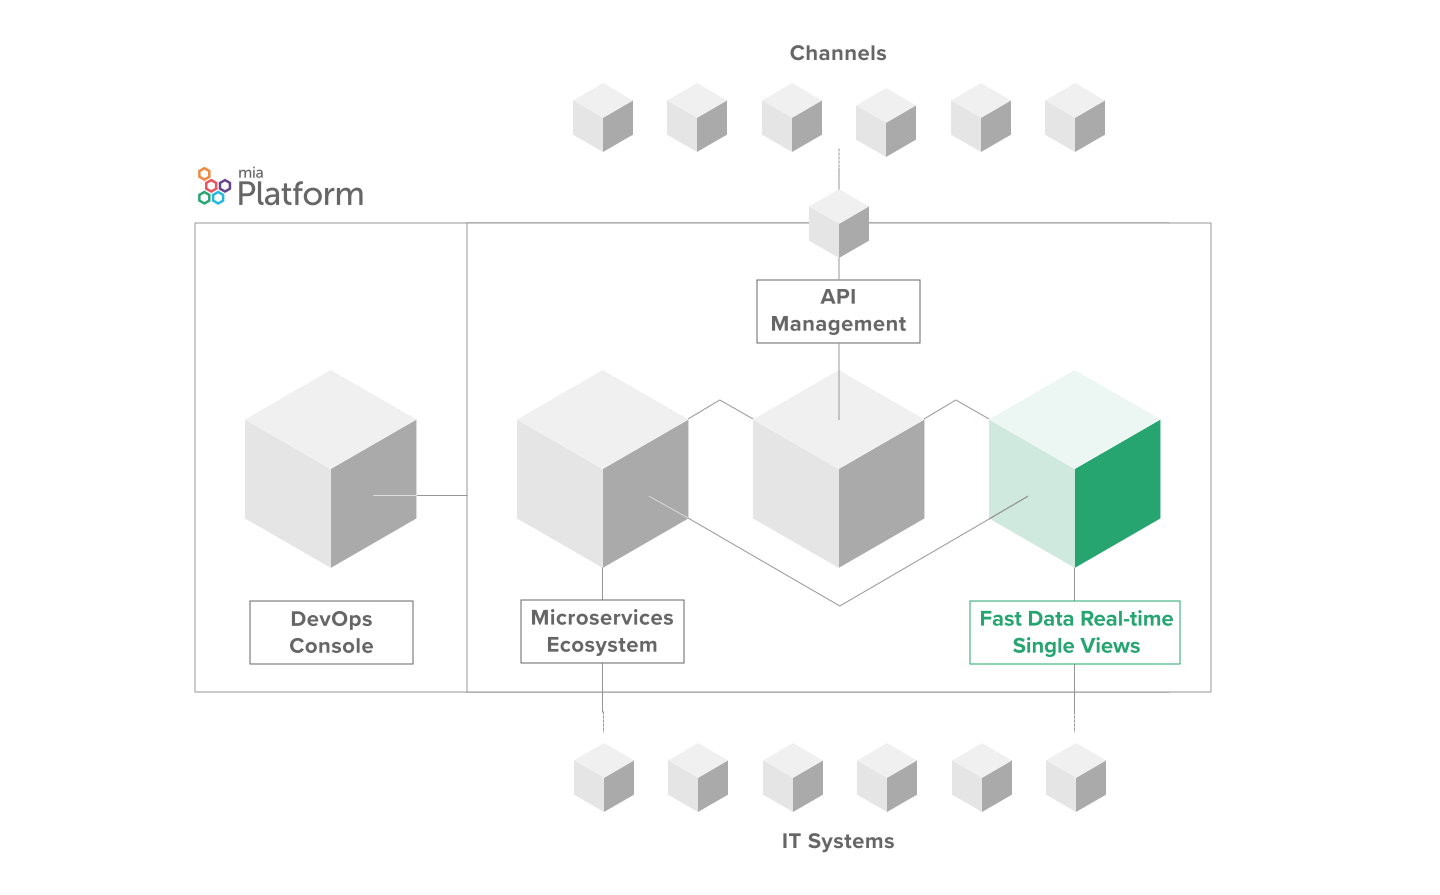 Channels
mia
Platform
API
Management
DevOps
Console
Microservices
Ecosystem
Fast Data Real-time
Single Views
IT Systems